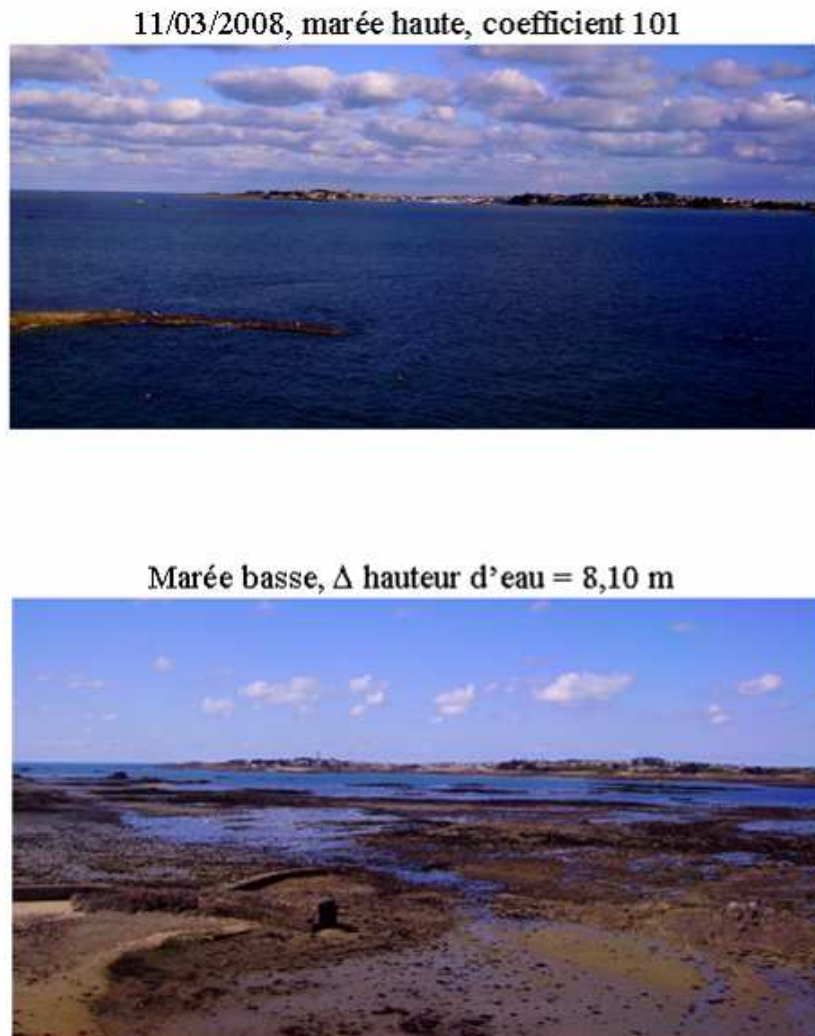 11/03/2008, marée haute, coefficient 101
Marée basse, Δ hauteur d'eau = 8,10 m